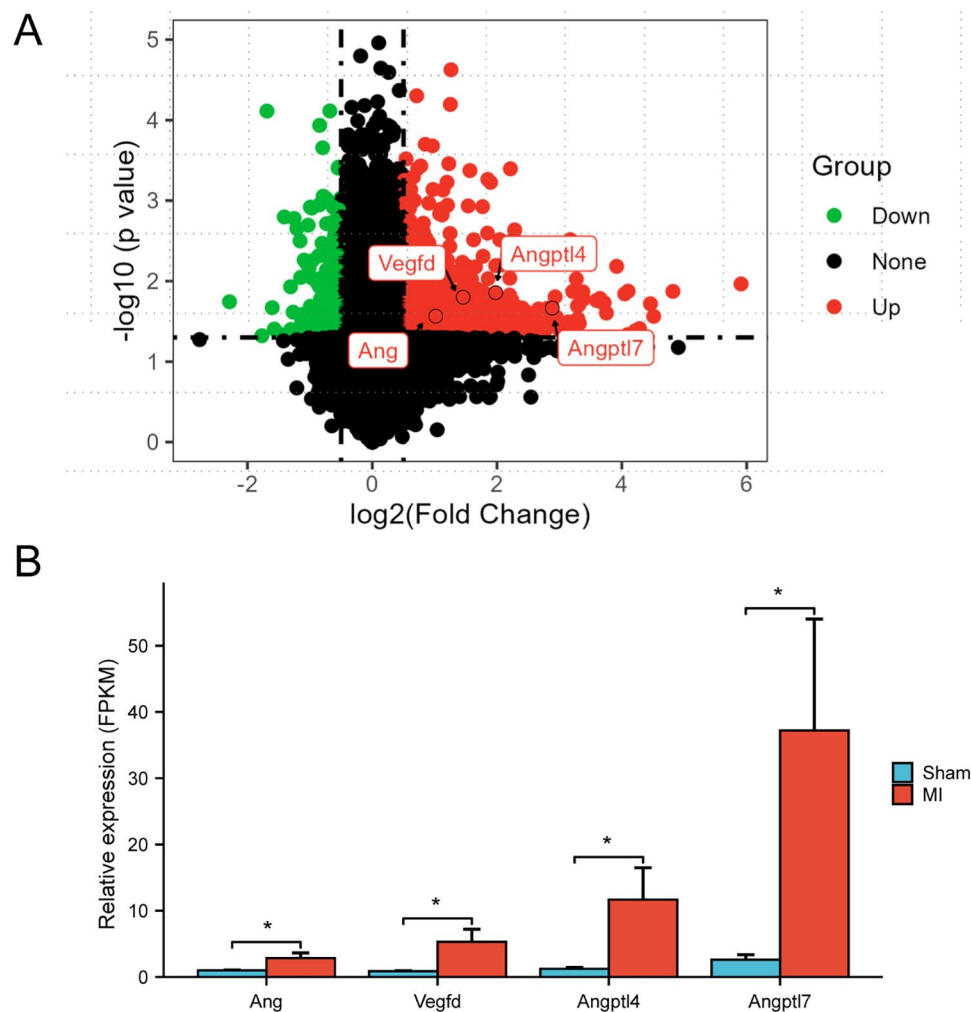 A
5
4
3
2
1
0
-log10 (p value)
Vegfd
Angptl4
Ang
Angptl7
-2
0
2
4
6
log2(Fold Change)
Group
Down
None
Up
B
50
40
30
20
10
0
Relative expression (FPKM)
*
*
*
*
Ang
Vegfd
Angptl4
Angptl7
Sham
MI